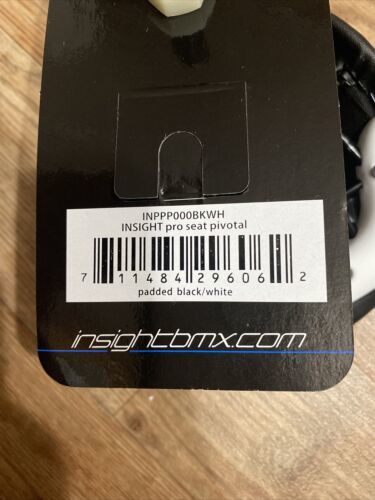 INPPP000BKWH
INSIGHT pro seat pivotal
7 11484 29606 2
padded black/white
insightbmx.com